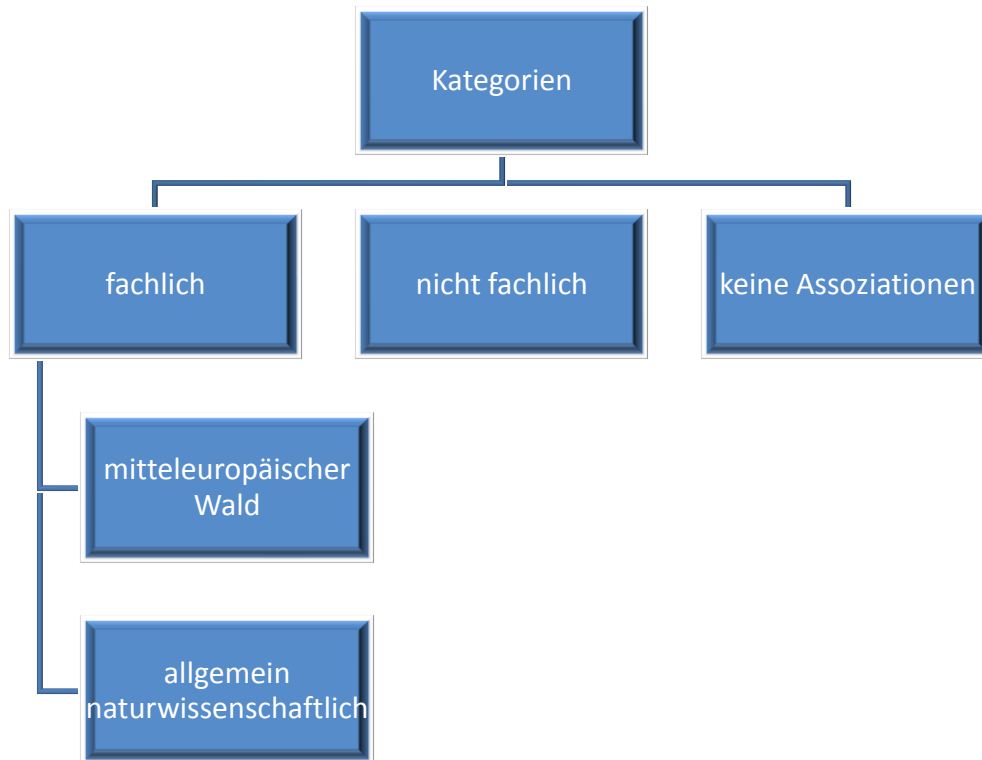 Kategorien
fachlich
nicht fachlich
keine Assoziationen
mitteleuropäischer
Wald
allgemein
naturwissenschaftlich